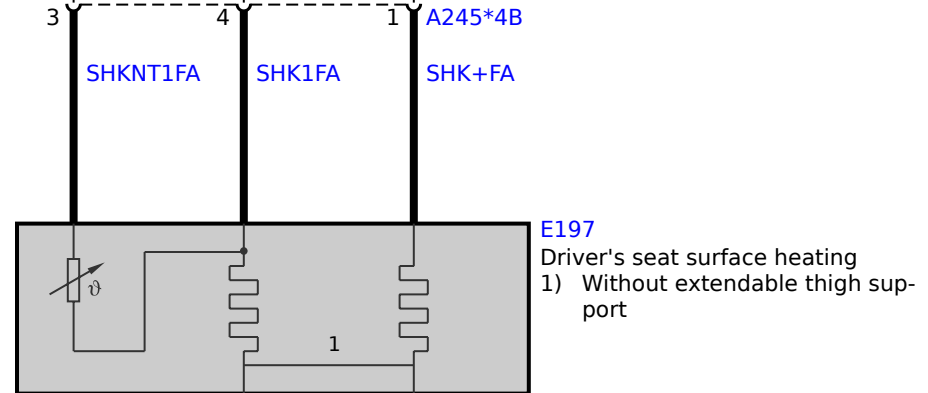 3 4 1 A245*4B
SHKNT1FA SHK1FA SHK+FA
E197
Driver's seat surface heating
1) Without extendable thigh sup-
port
ϑ
1